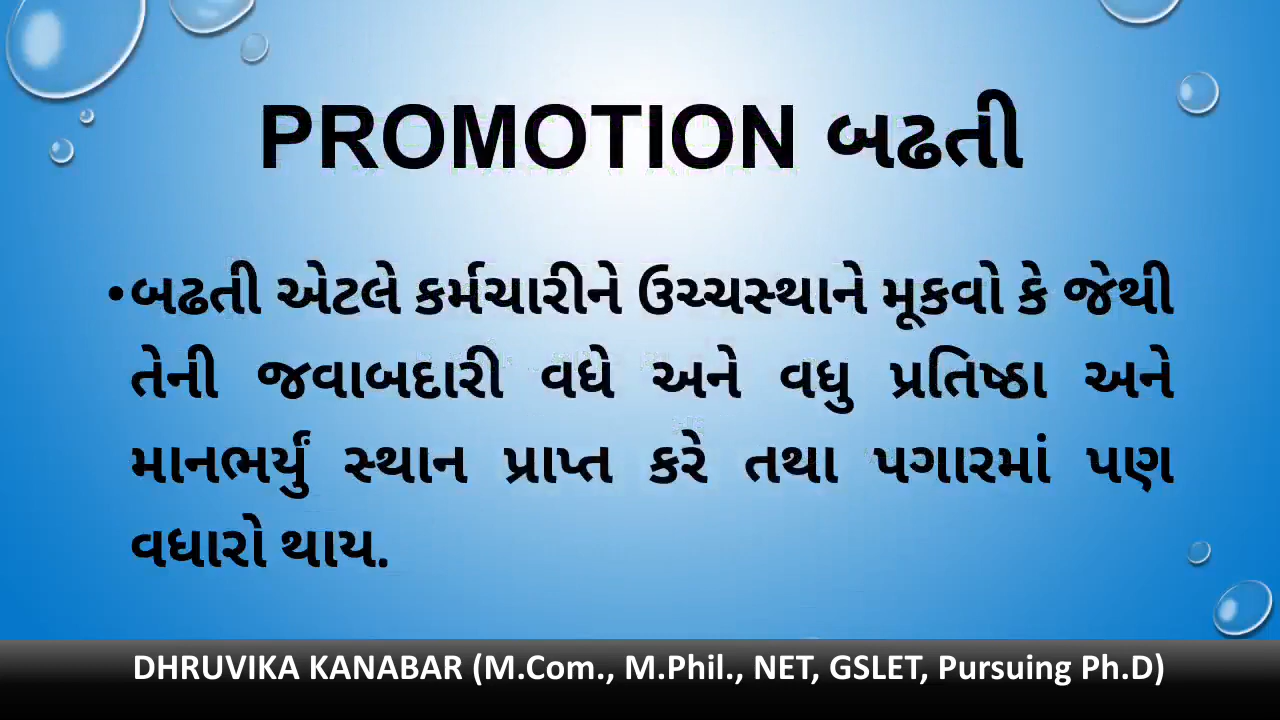 PROMOTION બઢતી
•બઢતી એટલે કર્મચારીને ઉચ્ચસ્થાને મૂકવો કે જેથી
તેની જવાબદારી વધે અને વધુ પ્રતિષ્ઠા અને
માનભર્યું સ્થાન પ્રાપ્ત કરે તથા પગારમાં પણ
વધારો થાય.
DHRUVIKA KANABAR (M.Com., M.Phil., NET, GSLET, Pursuing Ph.D)